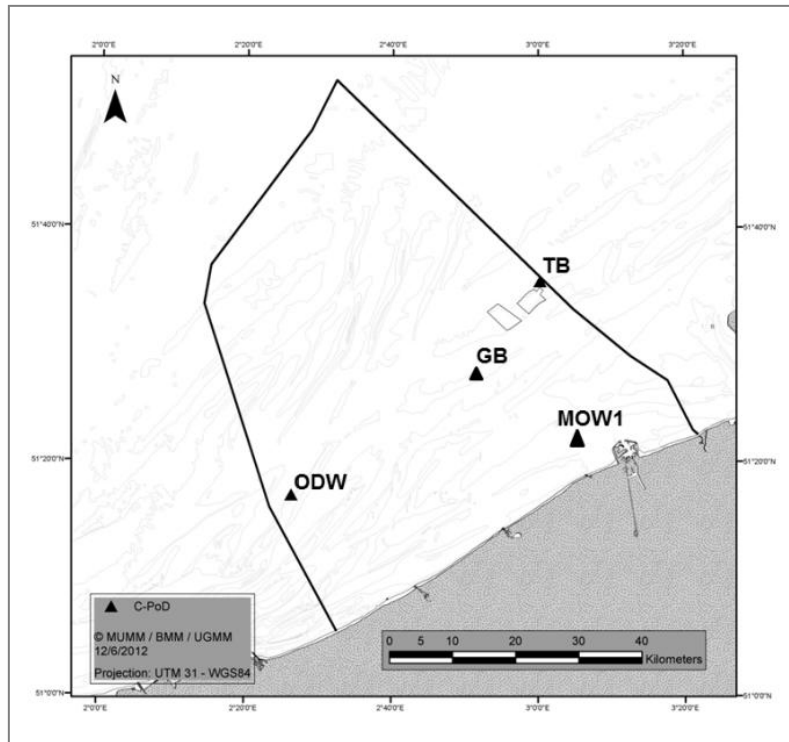 2°0'0"E 2°20'0"E 2°40'0"E 3°0'0"E 3°20'0"E
N
51°40'0"N 51°40'0"N
TB
GB
MOW1
51°20'0"N 51°20'0"N
ODW
C-PoD
© MUMM / BMM / UGMM
12/6/2012
Projection: UTM 31 - WGS84
0 5 10 20 30 40
Kilometers
51°0'0"N 51°0'0"N
2°0'0"E 2°20'0"E 2°40'0"E 3°0'0"E 3°20'0"E